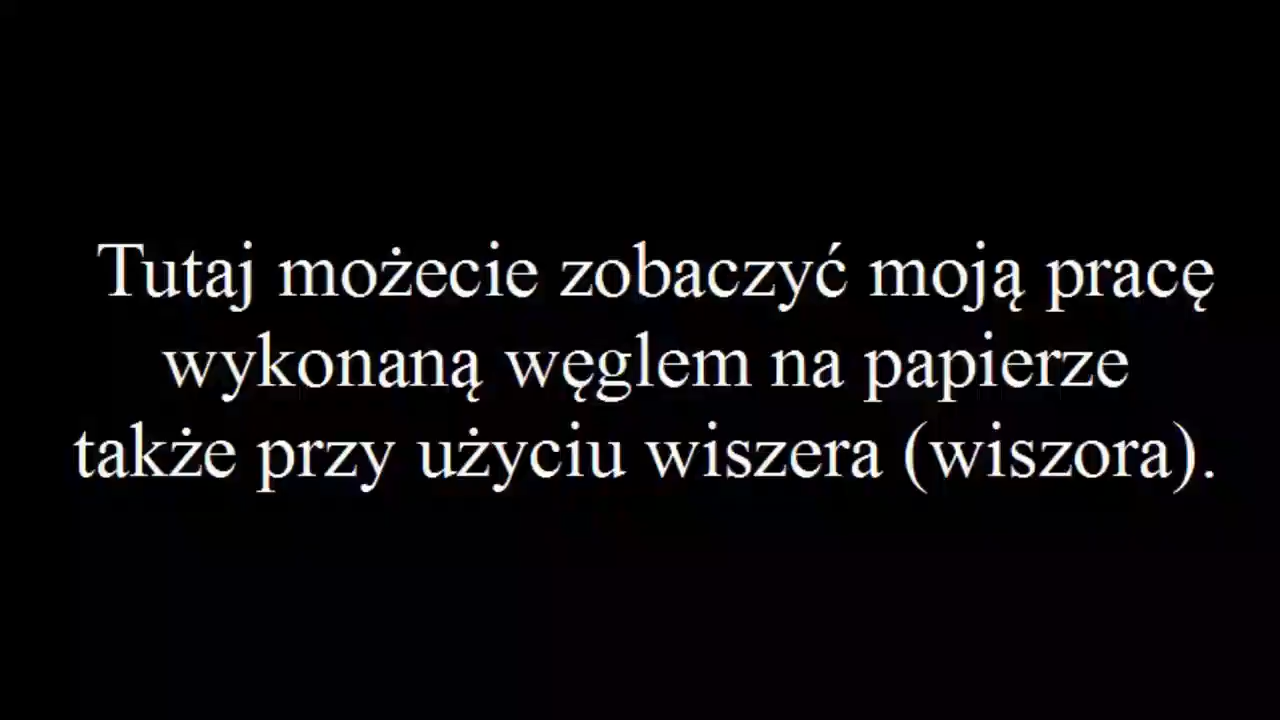 Tutaj możecie zobaczyć moją pracę
wykonaną węglem na papierze
także przy użyciu wiszera (wiszora).